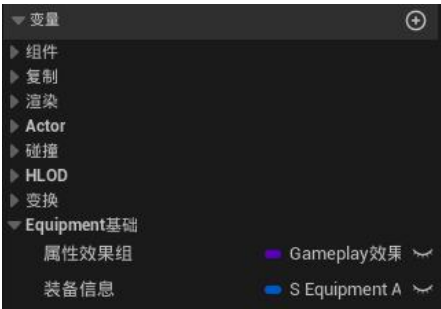 变量
组件
复制
渲染
Actor
碰撞
HLOD
变换
Equipment基础
属性效果组 Gameplay效果
装备信息 S Equipment A